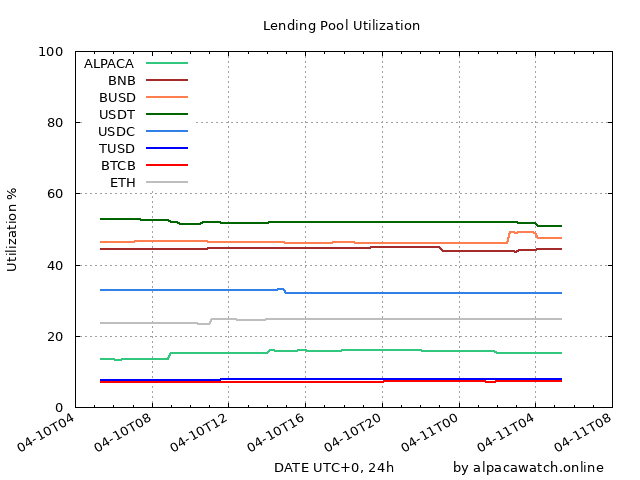 Lending Pool Utilization
100
80
60
40
20
0
Utilization %
ALPACA
BNB
BUSD
USDT
USDC
TUSD
BTCB
ETH
04-10T04
04-10T08
04-10T12
04-10T16
04-10T20
04-11T00
04-11T04
04-11T08
DATE UTC+0, 24h
by alpacawatch.online